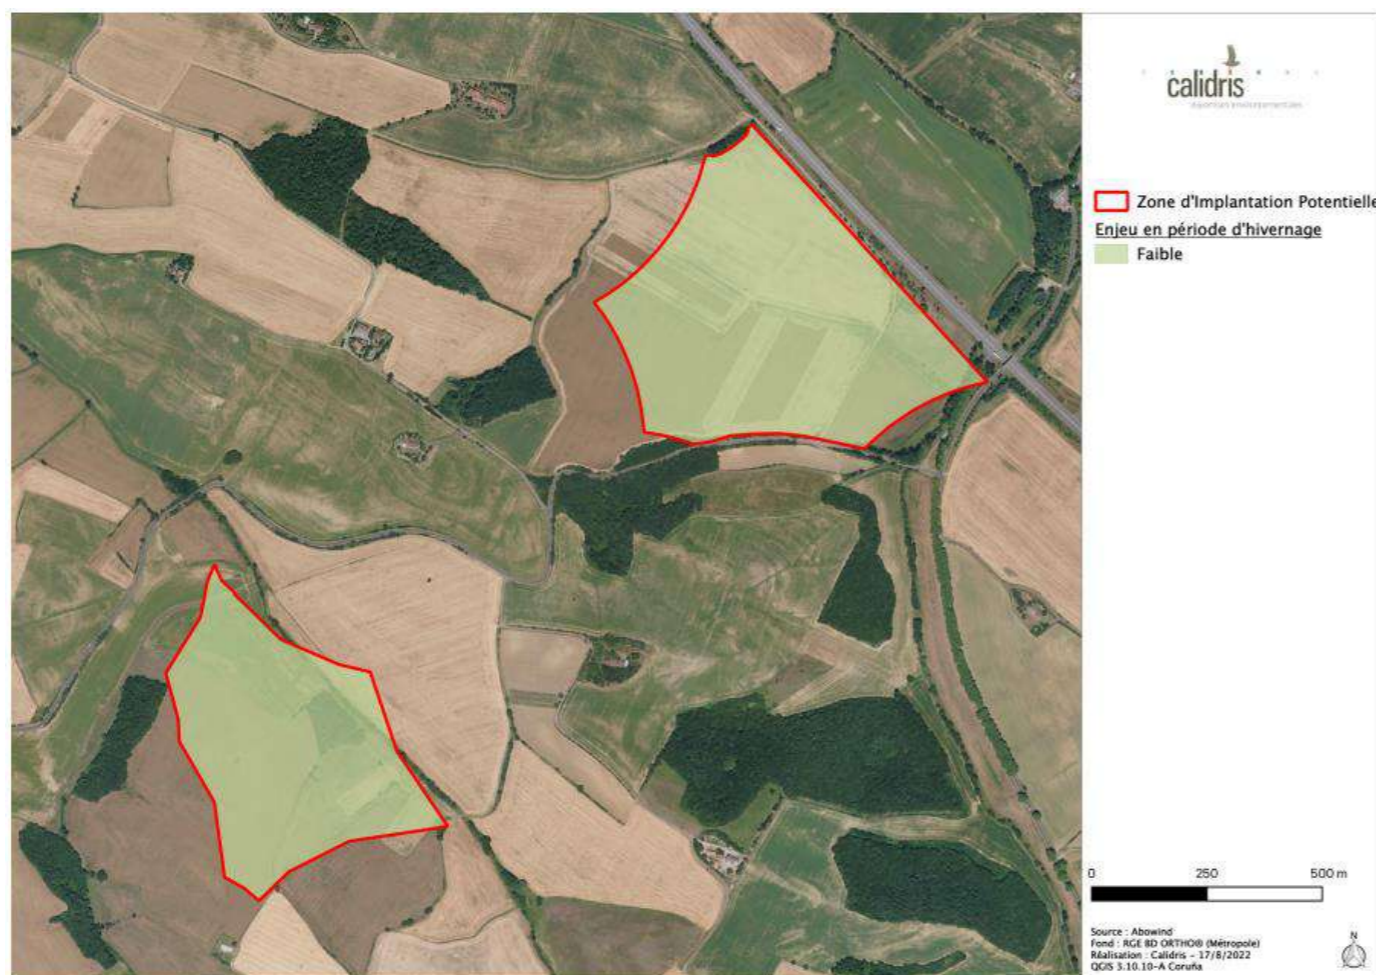 calidris
Zone d'Implantation Potentielle
Enjeu en période d'hivernage
Faible
0 250 500 m
Source : Abowind
Fond : RGE BD ORTHO® (Métropole)
Réalisation : Calidris - 17/8/2022
QGIS 3.10.10-A Coruña
N